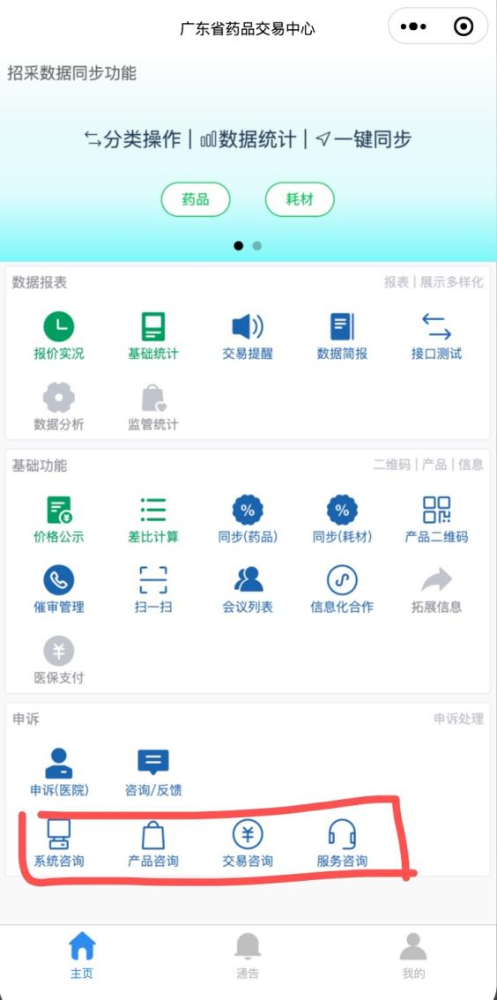 广东省药品交易中心
招采数据同步功能
分类操作 | 数据统计 | 一键同步
药品 耗材
数据报表 报表 | 展示多样化
报价实况 基础统计 交易提醒 数据简报 接口测试
数据分析 监管统计
基础功能 二维码 | 产品 | 信息
价格公示 差比计算 同步(药品) 同步(耗材) 产品二维码
催审管理 扫一扫 会议列表 信息化合作 拓展信息
医保支付
申诉 申诉处理
申诉(医院) 咨询/反馈
系统咨询 产品咨询 交易咨询 服务咨询
主页 通告 我的